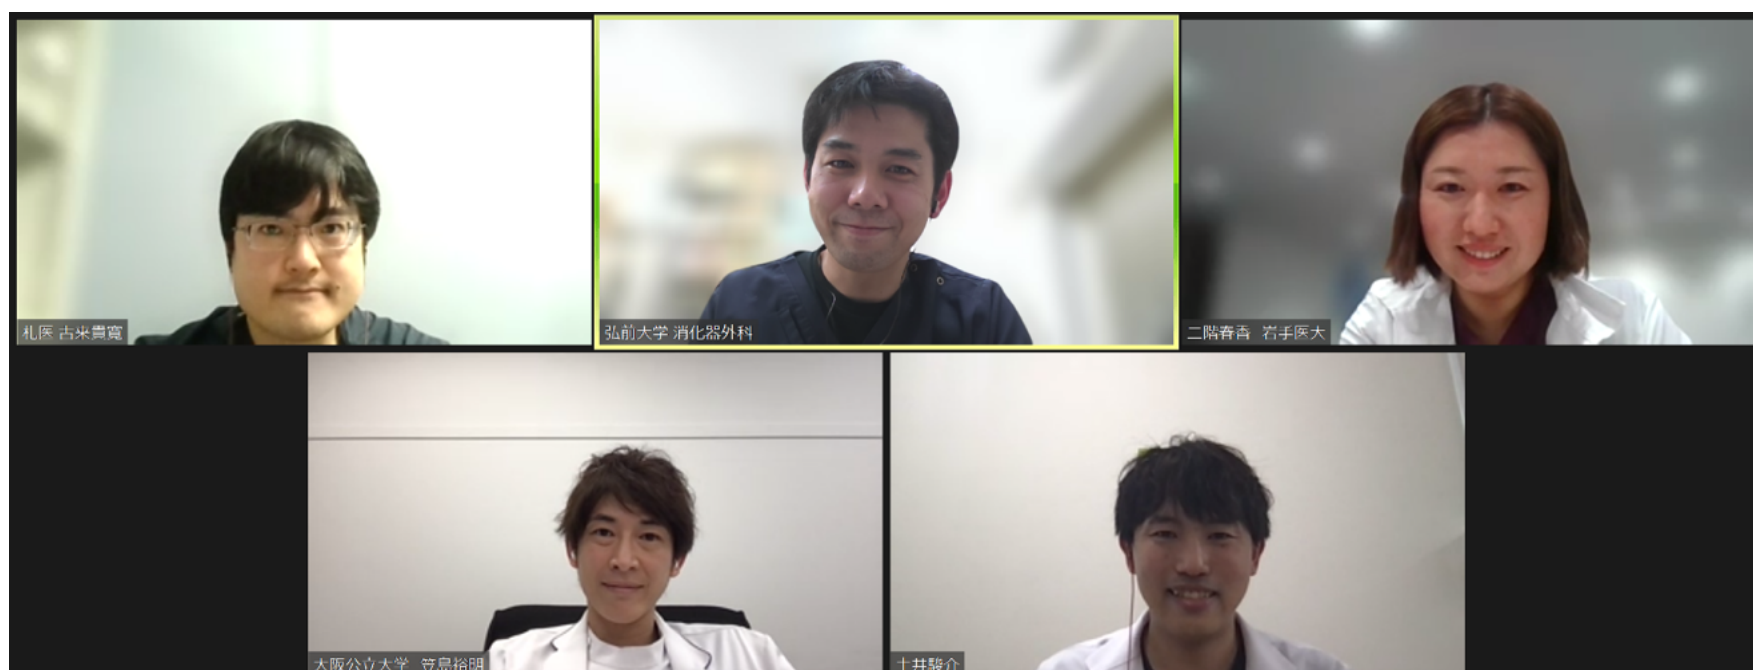 札医 古来貴寛
弘前大学 消化器外科
二階春香 岩手医大
大阪公立大学 笠島裕明
土井駿介